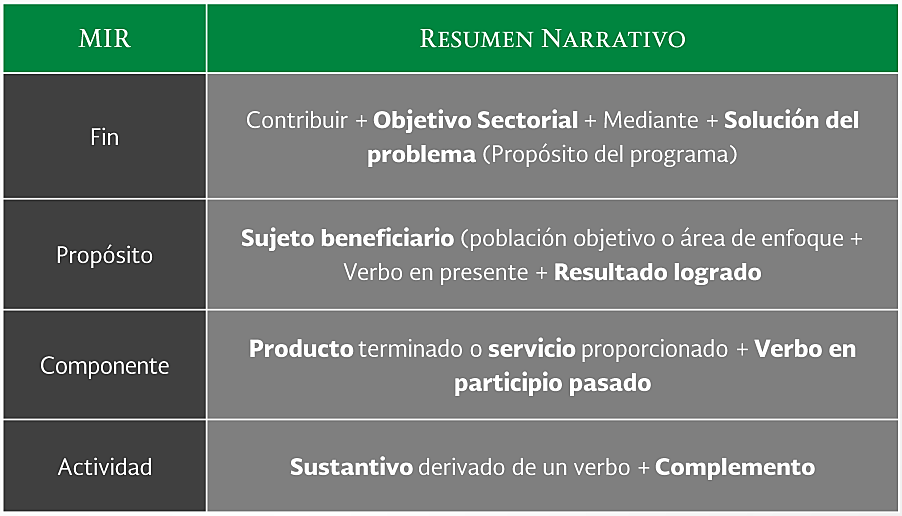 MIR
RESUMEN NARRATIVO
Fin
Contribuir + Objetivo Sectorial + Mediante + Solución del
problema (Propósito del programa)
Propósito
Sujeto beneficiario (población objetivo o área de enfoque +
Verbo en presente + Resultado logrado
Componente
Producto terminado o servicio proporcionado + Verbo en
participio pasado
Actividad
Sustantivo derivado de un verbo + Complemento